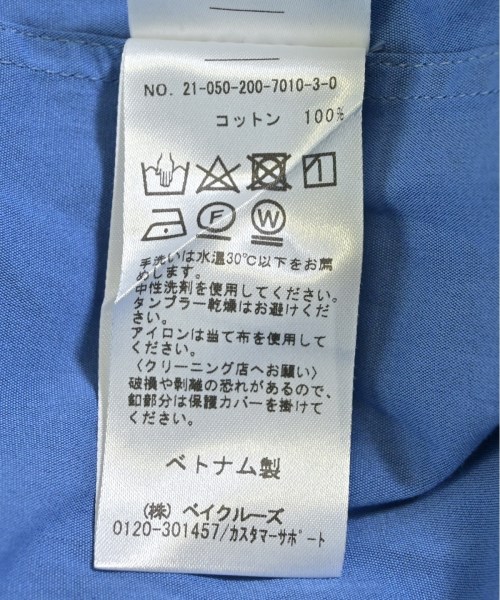 NO. 21-050-200-7010-3-0
コットン 100%
F W
手洗いは水温30℃以下をお薦
めします。
中性洗剤を使用してください。
タンブラー乾燥はお避けくだ
さい。
アイロンは当て布を使用して
ください。
〈クリーニング店へお願い〉
破損や剥離の恐れがあるので、
釦部分は保護カバーを掛けて
ください。
ベトナム製
(株) ベイクルーズ
0120-301457/カスタマーサポート